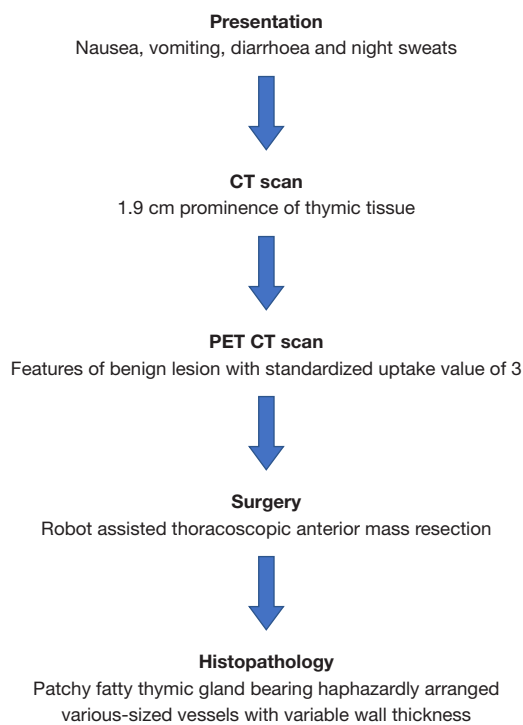 Presentation
Nausea, vomiting, diarrhoea and night sweats
CT scan
1.9 cm prominence of thymic tissue
PET CT scan
Features of benign lesion with standardized uptake value of 3
Surgery
Robot assisted thoracoscopic anterior mass resection
Histopathology
Patchy fatty thymic gland bearing haphazardly arranged
various-sized vessels with variable wall thickness